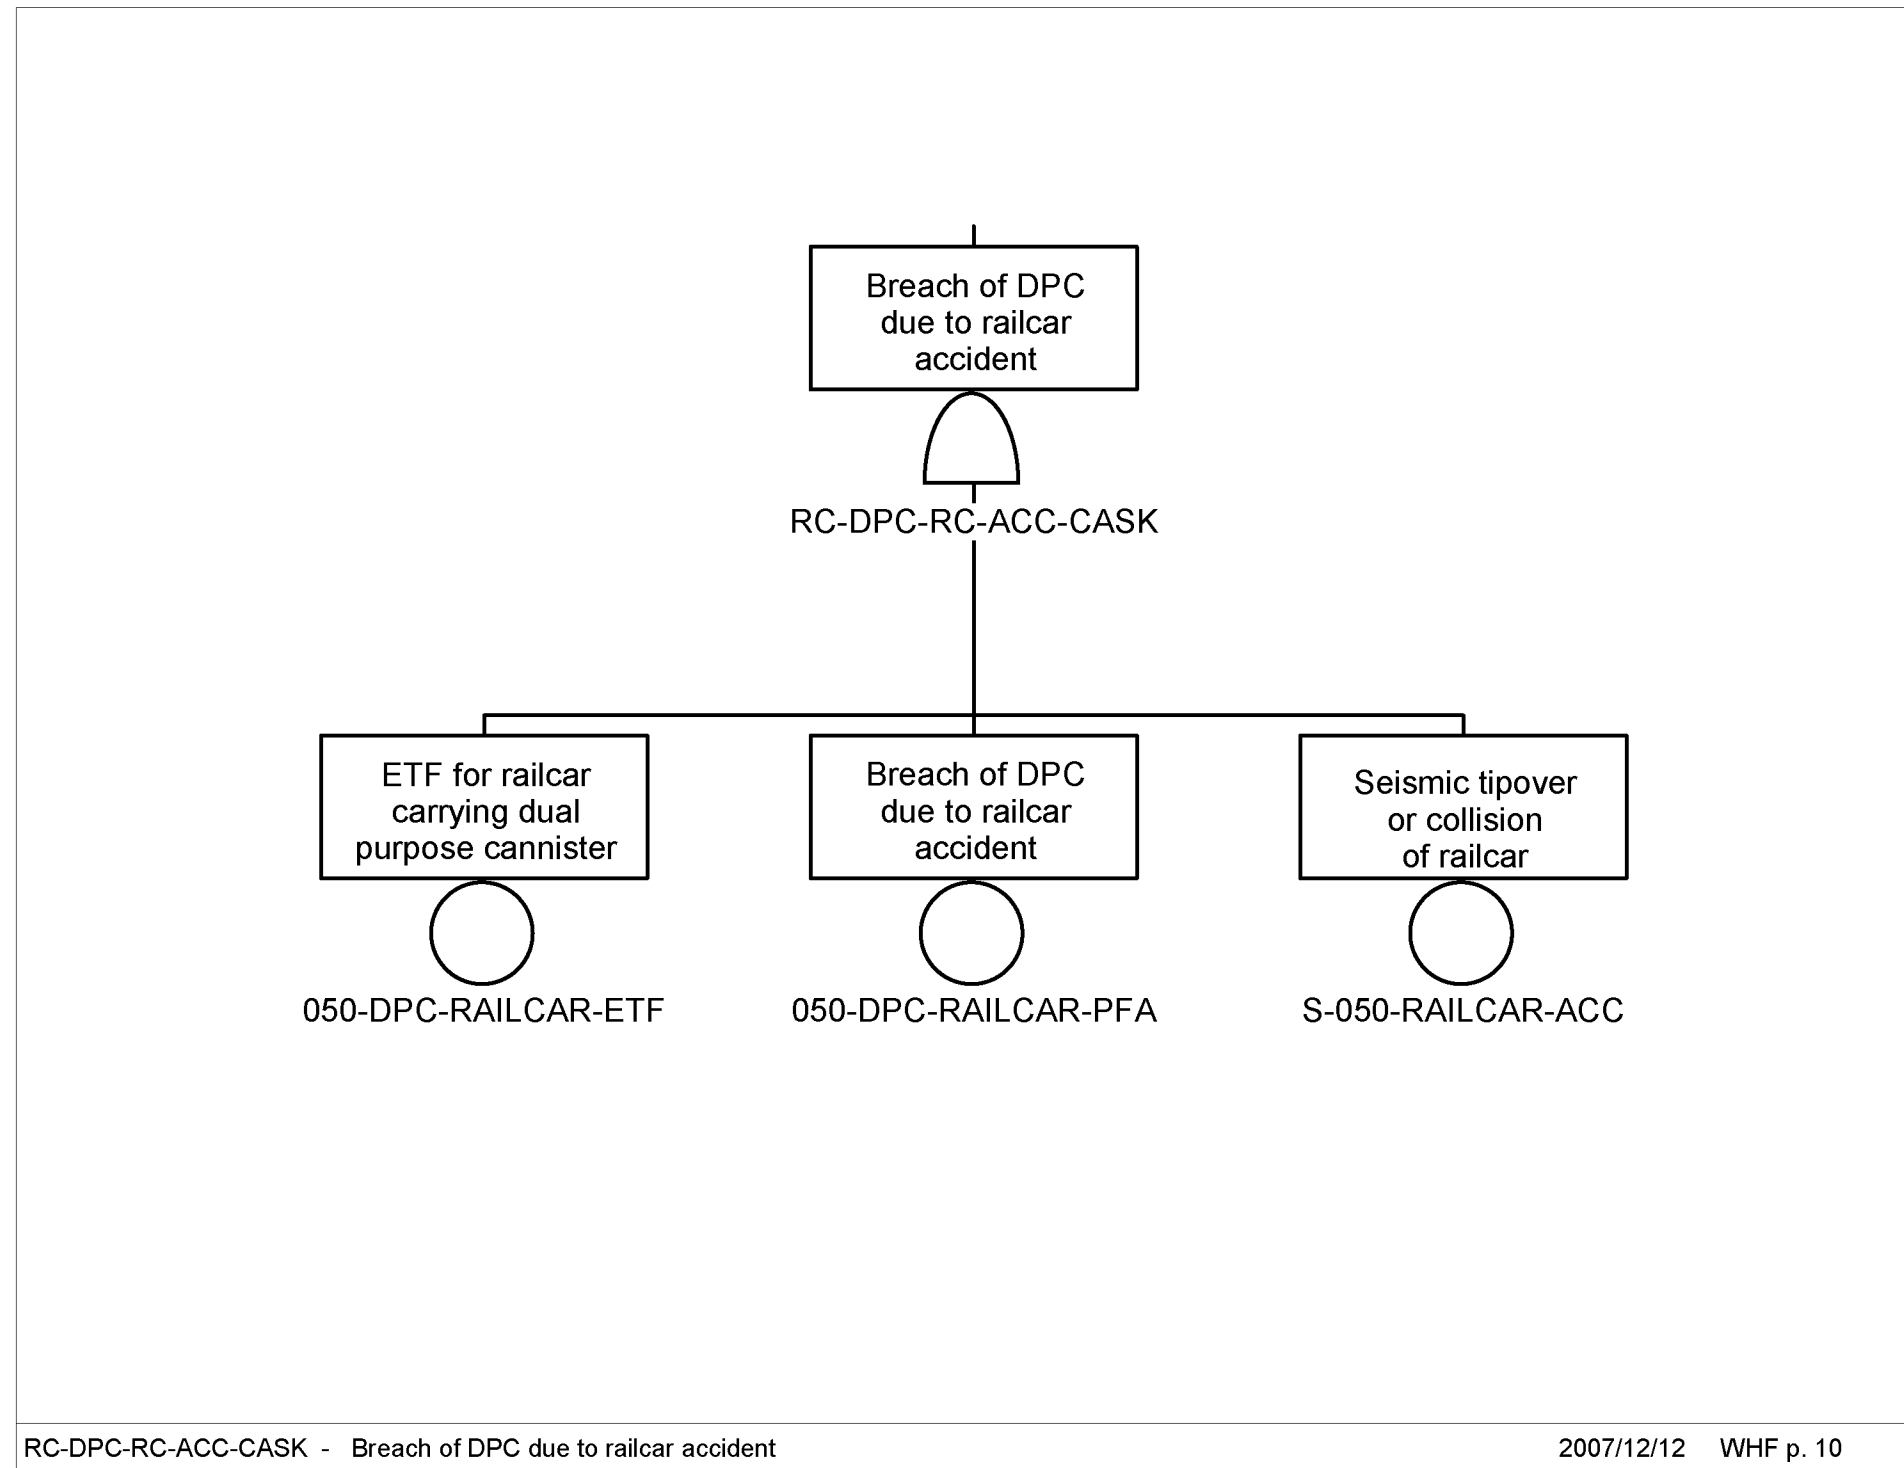 Breach of DPC
due to railcar
accident
RC-DPC-RC-ACC-CASK
ETF for railcar
carrying dual
purpose cannister
050-DPC-RAILCAR-ETF
Breach of DPC
due to railcar
accident
050-DPC-RAILCAR-PFA
Seismic tipover
or collision
of railcar
S-050-RAILCAR-ACC
RC-DPC-RC-ACC-CASK - Breach of DPC due to railcar accident
2007/12/12 WHF p. 10